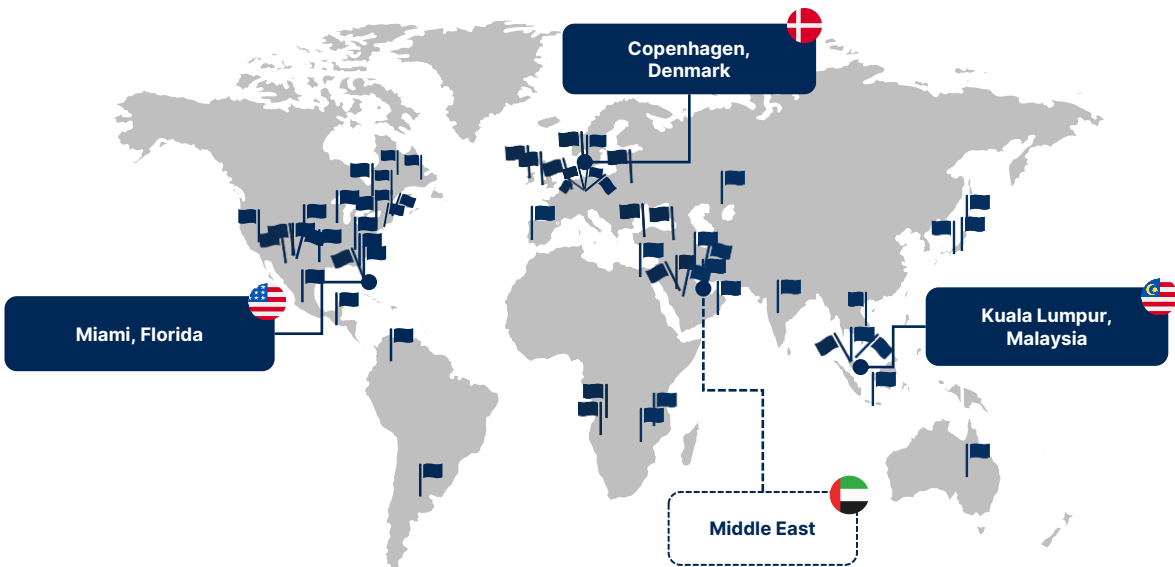 Copenhagen,
Denmark
Miami, Florida
Kuala Lumpur,
Malaysia
Middle East